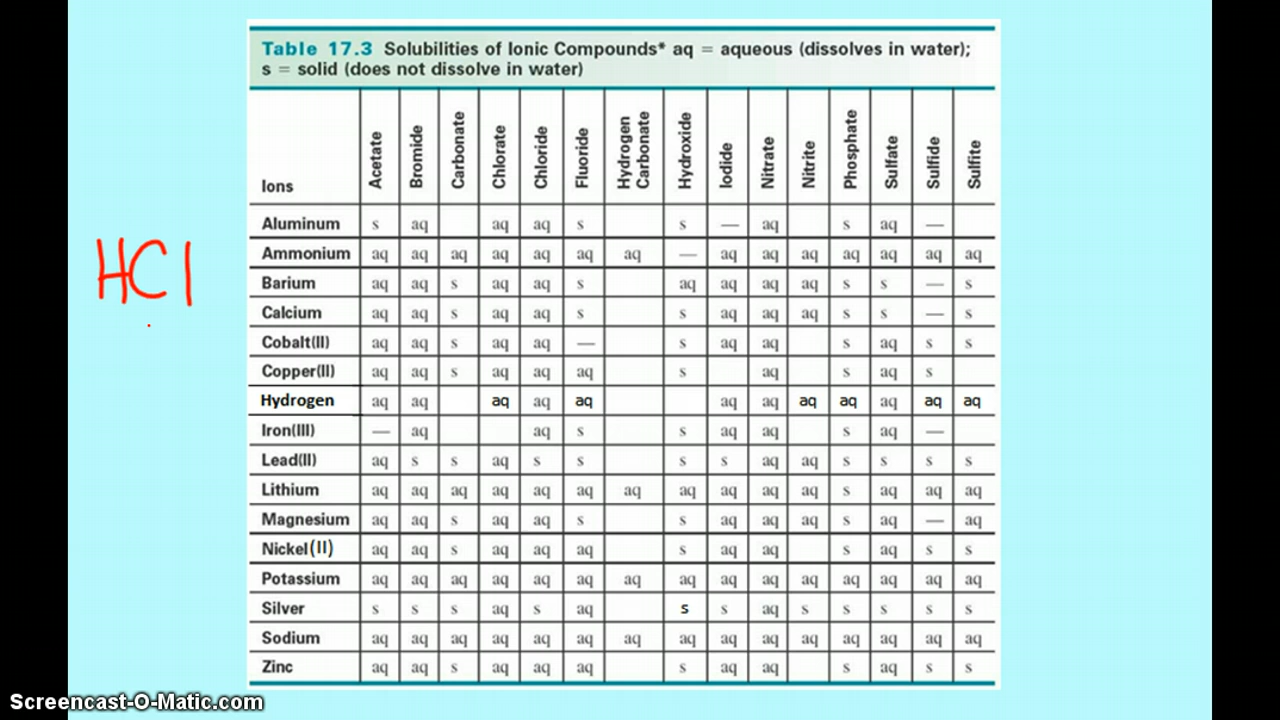 Table 17.3 Solubilities of Ionic Compounds* aq = aqueous (dissolves in water);
s = solid (does not dissolve in water)
Ions Acetate Bromide Carbonate Chlorate Chloride Fluoride Hydrogen Carbonate Hydroxide Iodide Nitrate Nitrite Phosphate Sulfate Sulfide Sulfite
Aluminum s aq aq aq s s — aq s aq —
Ammonium aq aq aq aq aq aq aq — aq aq aq aq aq aq aq
Barium aq aq s aq aq s aq aq aq aq s s — s
HCl
Calcium aq aq s aq aq s s aq aq aq s s — s
Cobalt(II) aq aq s aq aq — s aq aq s aq s s
Copper(II) aq aq s aq aq aq s aq s aq s
Hydrogen aq aq aq aq aq aq aq aq aq aq aq aq
Iron(III) — aq aq s s aq aq s aq —
Lead(II) aq s s aq s s s s aq aq s s s s
Lithium aq aq aq aq aq aq aq aq aq aq aq s aq aq aq
Magnesium aq aq s aq aq s s aq aq aq s aq — aq
Nickel(II) aq aq s aq aq aq s aq aq s aq s s
Potassium aq aq aq aq aq aq aq aq aq aq aq aq aq aq aq
Silver s s s aq s aq s s aq s s s s s
Sodium aq aq aq aq aq aq aq aq aq aq aq aq aq aq aq
Zinc aq aq s aq aq aq s aq aq s aq s s
Screencast-O-Matic.com